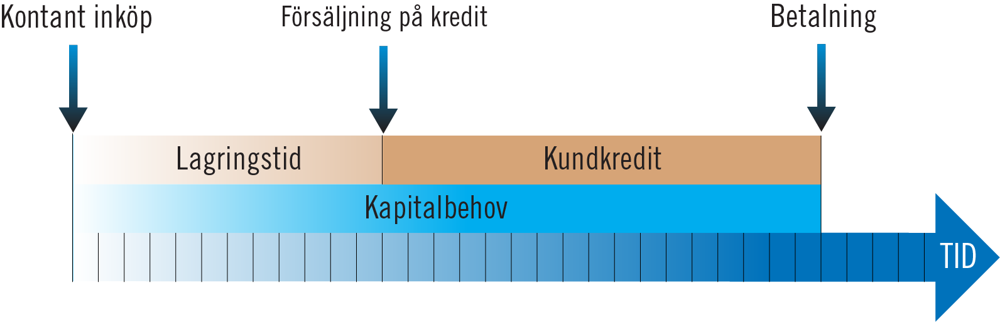 Kontant inköp
Försäljning på kredit
Betalning
Lagringstid
Kundkredit
Kapitalbehov
TID